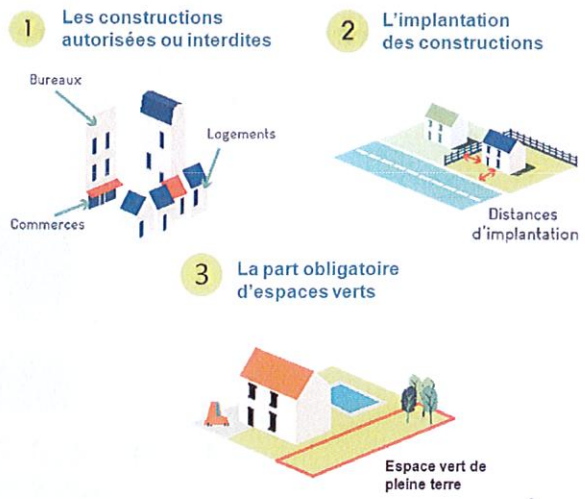 1
Les constructions
autorisées ou interdites
Bureaux
Logements
Commerces
2
L'implantation
des constructions
Distances
d'implantation
3
La part obligatoire
d'espaces verts
Espace vert de
pleine terre